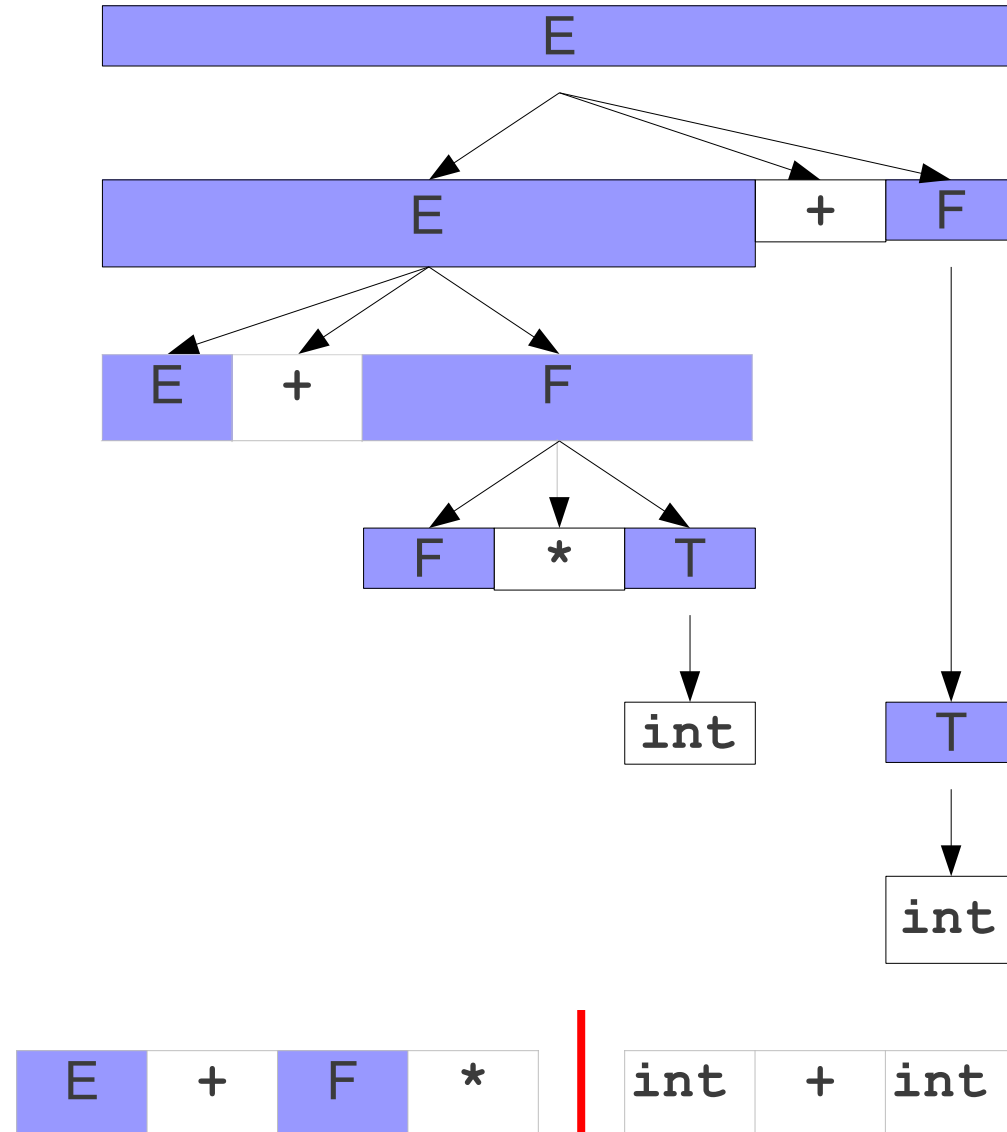 E
E + F
E + F
F * T
int T
int
E + F * int + int